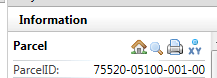 Information
Parcel
XY
ParcelID: 75520-05100-001-00